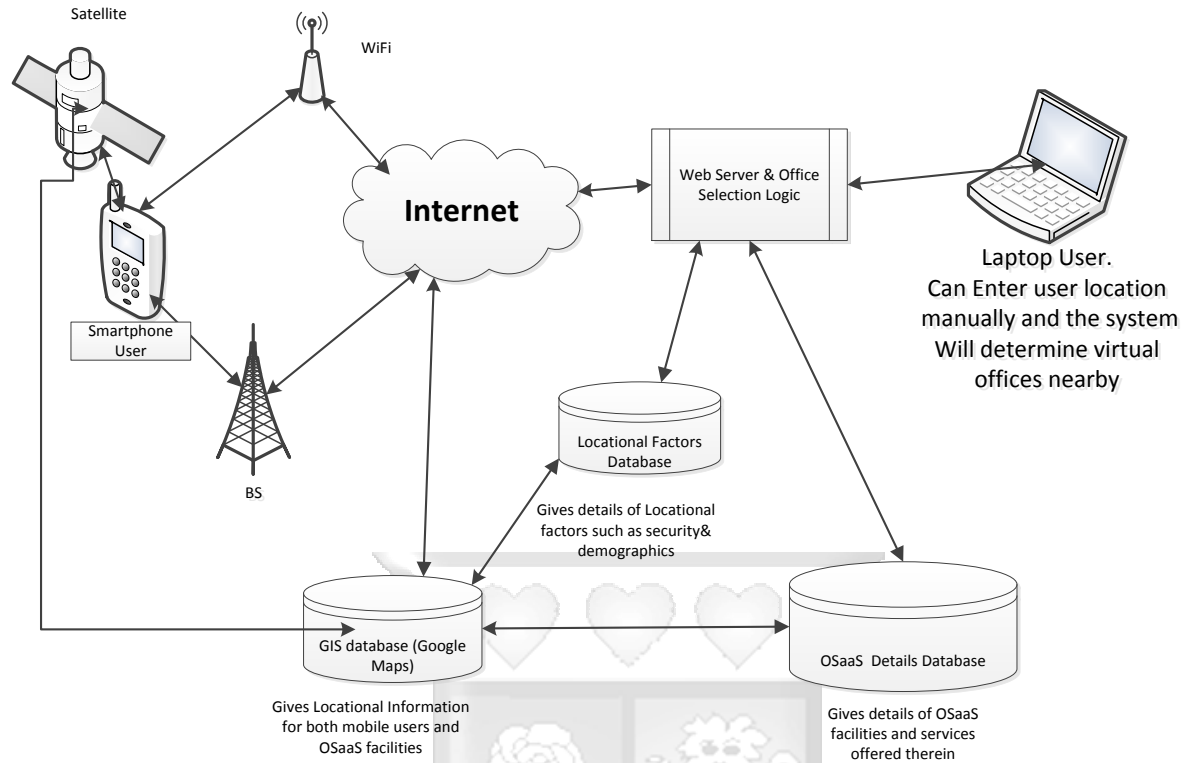 Satellite
WiFi
Internet
Web Server & Office
Selection Logic
Laptop User.
Can Enter user location
manually and the system
Will determine virtual
offices nearby
Smartphone
User
BS
Locational Factors
Database
Gives details of Locational
factors such as security&
demographics
GIS database (Google
Maps)
Gives Locational Information
for both mobile users and
OSaaS facilities
OSaaS  Details Database
Gives details of OSaaS
facilities and services
offered therein